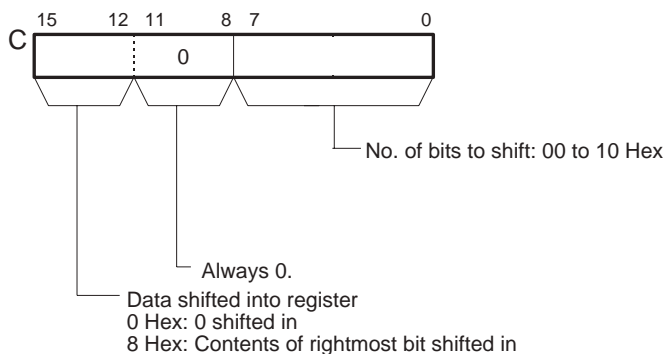 15 12 11 8 7 0
C
0
No. of bits to shift: 00 to 10 Hex
Always 0.
Data shifted into register
0 Hex: 0 shifted in
8 Hex: Contents of rightmost bit shifted in